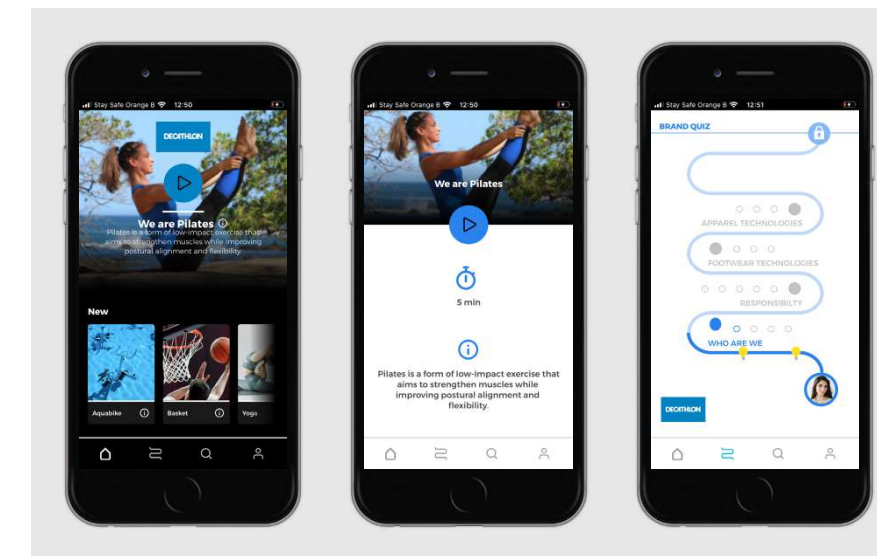 Stay Safe Orange B 12:50
DECATHLON
We are Pilates
Pilates is a form of low-impact exercise that
aims to strengthen muscles while improving
postural alignment and flexibility.
New
Aquabike
Basket
Yoga
Stay Safe Orange B 12:50
We are Pilates
5 min
Pilates is a form of low-impact exercise that
aims to strengthen muscles while
improving postural alignment and
flexibility.
Stay Safe Orange B 12:51
BRAND QUIZ
APPAREL TECHNOLOGIES
FOOTWEAR TECHNOLOGIES
RESPONSIBILTY
WHO ARE WE
DECATHLON